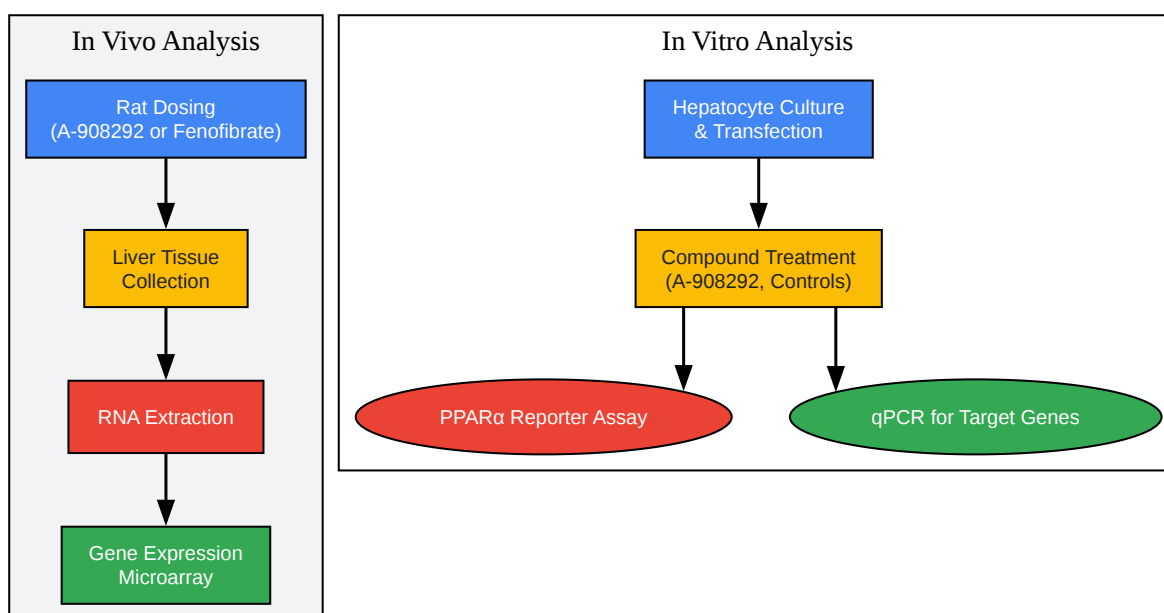 In Vivo Analysis
Rat Dosing
(A-908292 or Fenofibrate)
Liver Tissue
Collection
RNA Extraction
Gene Expression
Microarray
In Vitro Analysis
Hepatocyte Culture
& Transfection
Compound Treatment
(A-908292, Controls)
PPARα Reporter Assay
qPCR for Target Genes